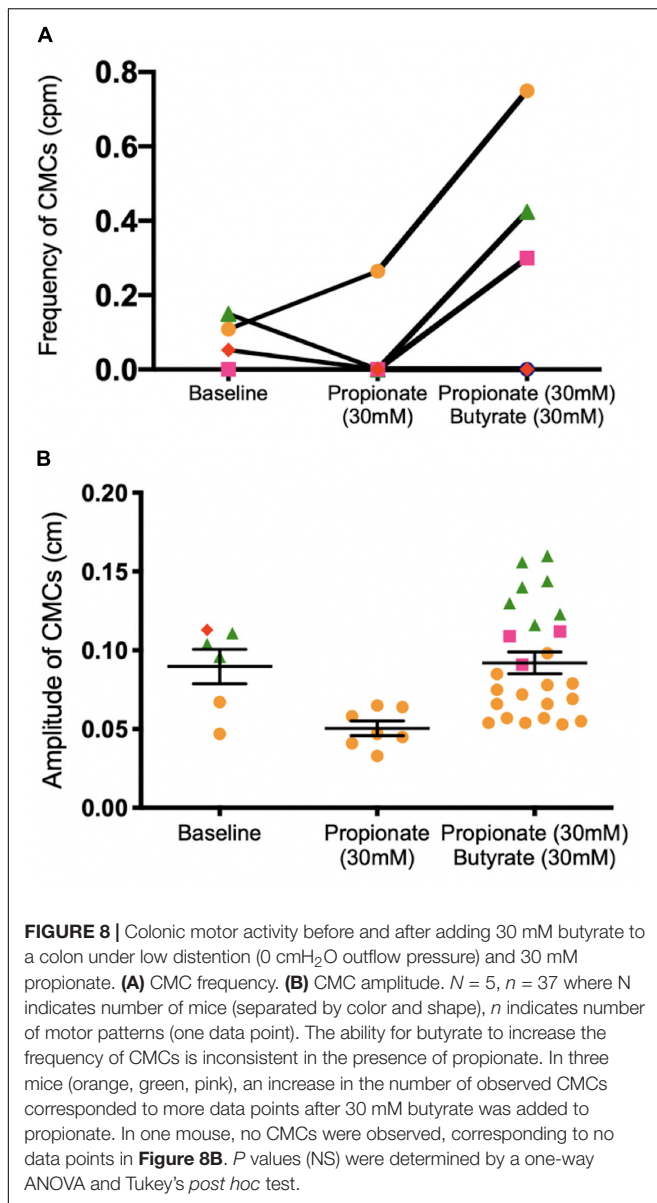 A
Frequency of CMCs (cpm)
0.8
0.6
0.4
0.2
0.0
Baseline
Propionate
(30mM)
Propionate (30mM)
Butyrate (30mM)
B
Amplitude of CMCs (cm)
0.20
0.15
0.10
0.05
0.00
Baseline
Propionate
(30mM)
Propionate (30mM)
Butyrate (30mM)
FIGURE 8 | Colonic motor activity before and after adding 30 mM butyrate to
a colon under low distention (0 cmH₂O outflow pressure) and 30 mM
propionate. (A) CMC frequency. (B) CMC amplitude. N = 5, n = 37 where N
indicates number of mice (separated by color and shape), n indicates number
of motor patterns (one data point). The ability for butyrate to increase the
frequency of CMCs is inconsistent in the presence of propionate. In three
mice (orange, green, pink), an increase in the number of observed CMCs
corresponded to more data points after 30 mM butyrate was added to
propionate. In one mouse, no CMCs were observed, corresponding to no
data points in Figure 8B. P values (NS) were determined by a one-way
ANOVA and Tukey's post hoc test.